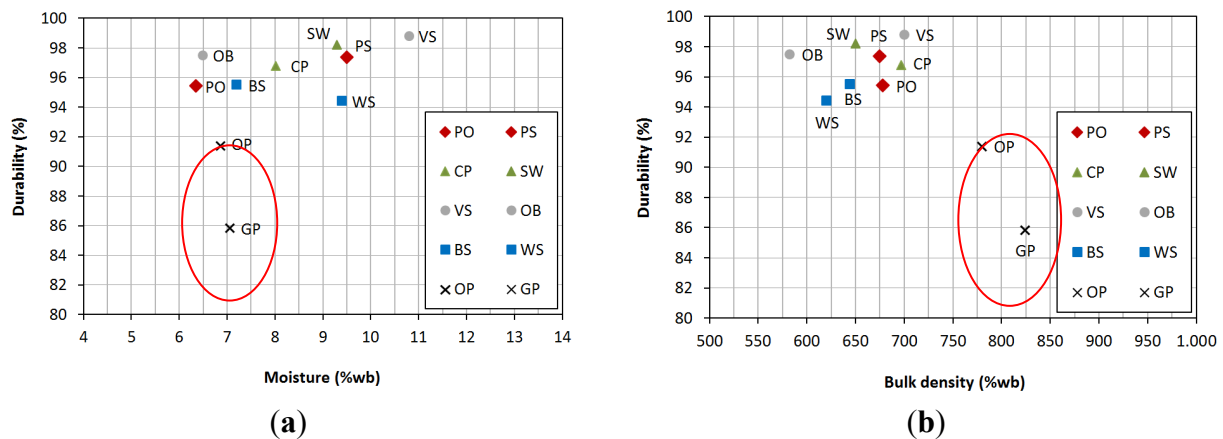 100
98
96
94
92
90
88
86
84
82
80
Durability (%)
4 5 6 7 8 9 10 11 12 13 14
Moisture (%wb)
VS
SW
PS
OB
CP
PO
BS
WS
OP
GP
PO PS
CP SW
VS OB
BS WS
OP GP
(a)
100
98
96
94
92
90
88
86
84
82
80
Durability (%)
500 550 600 650 700 750 800 850 900 950 1.000
Bulk density (%wb)
SW PS VS
OB
CP
PO
BS
WS
OP
GP
PO PS
CP SW
VS OB
BS WS
OP GP
(b)